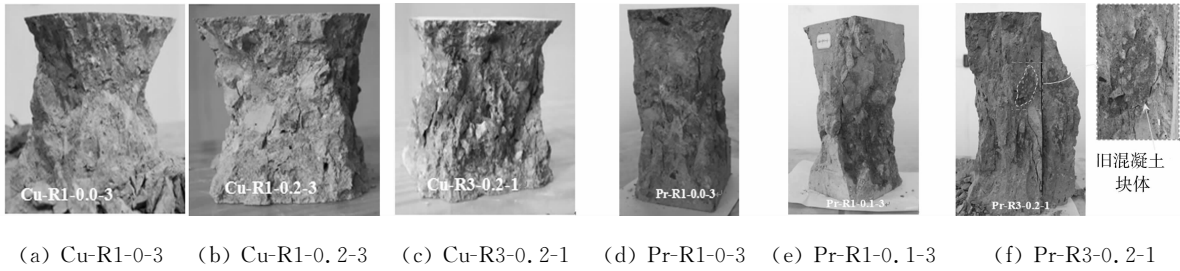 Cu-R1-0.0-3
Cu-R1-0.2-3
Cu-R3-0.2-1
Pr-R1-0.0-3
Pr-R1-0.1-3
Pr-R3-0.2-1
旧混凝土
块体
(a) Cu-R1-0-3
(b) Cu-R1-0.2-3
(c) Cu-R3-0.2-1
(d) Pr-R1-0-3
(e) Pr-R1-0.1-3
(f) Pr-R3-0.2-1